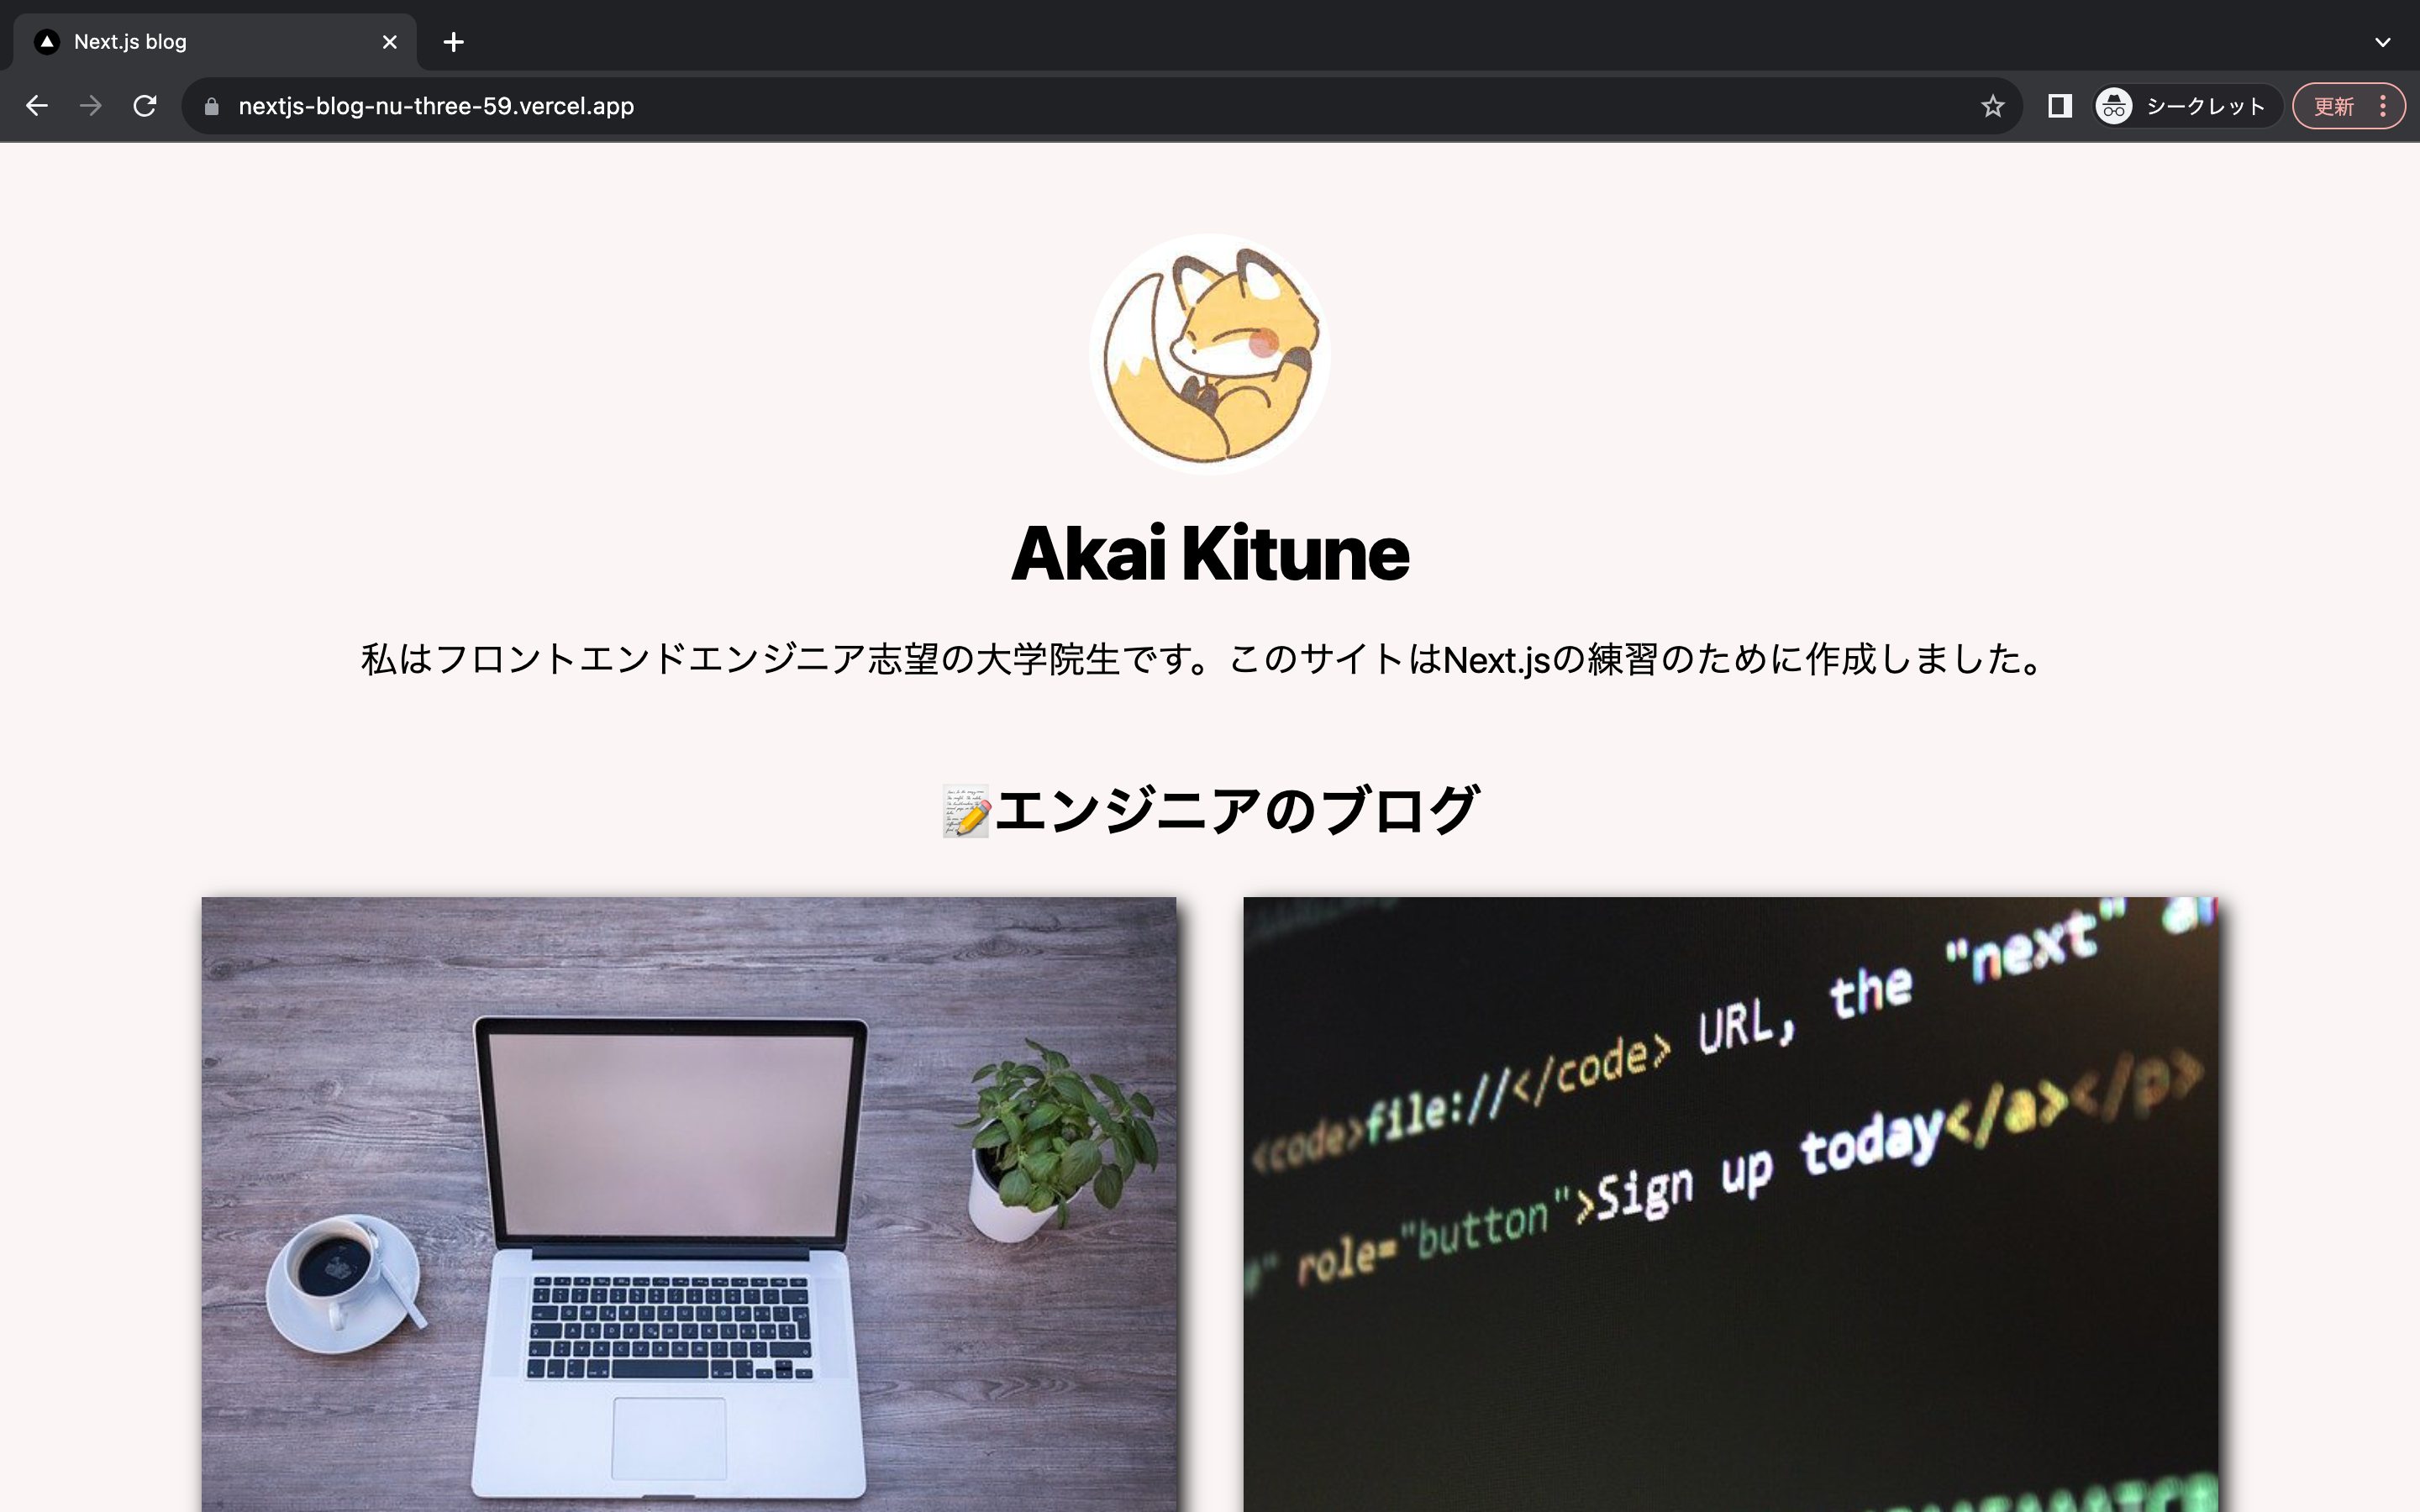 Next.js blog
nextjs-blog-nu-three-59.vercel.app
シークレット
更新
Akai Kitune
私はフロントエンドエンジニア志望の大学院生です。このサイトはNext.jsの練習のために作成しました。
📝エンジニアのブログ
<code>file://</code> URL, the "next"
role="button">Sign up today</a></p>